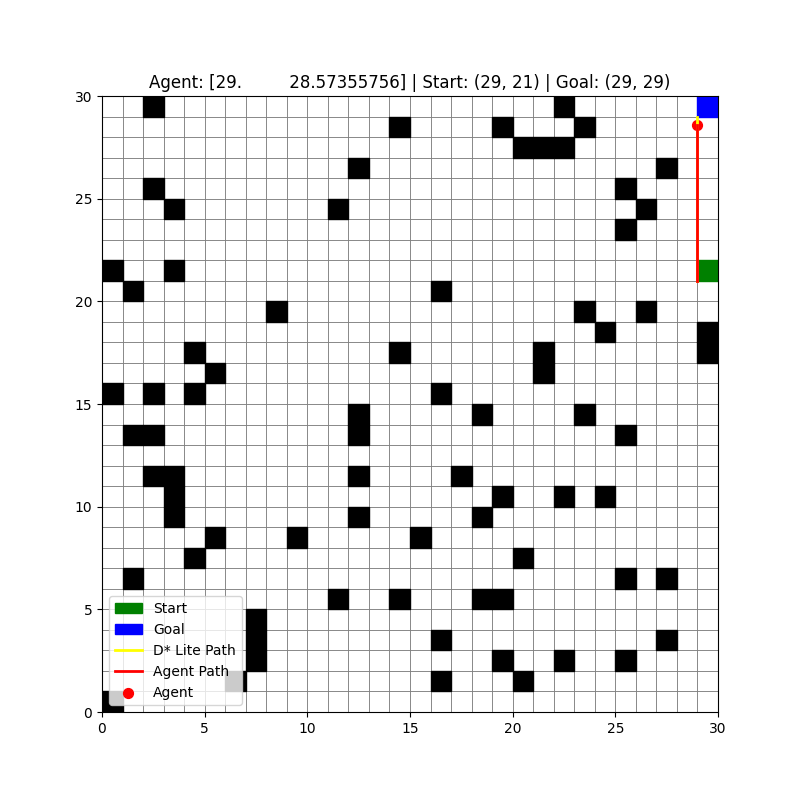 Agent: [29.         28.57355756] | Start: (29, 21) | Goal: (29, 29)
30
25
20
15
10
5
0
Start
Goal
D* Lite Path
Agent Path
Agent
0 5 10 15 20 25 30